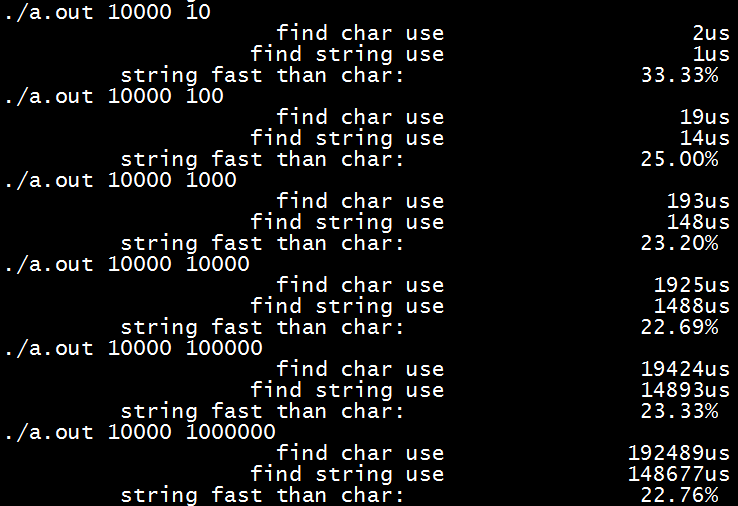 ./a.out 10000 10
find char use 2us
find string use 1us
string fast than char: 33.33%
./a.out 10000 100
find char use 19us
find string use 14us
string fast than char: 25.00%
./a.out 10000 1000
find char use 193us
find string use 148us
string fast than char: 23.20%
./a.out 10000 10000
find char use 1925us
find string use 1488us
string fast than char: 22.69%
./a.out 10000 100000
find char use 19424us
find string use 14893us
string fast than char: 23.33%
./a.out 10000 1000000
find char use 192489us
find string use 148677us
string fast than char: 22.76%